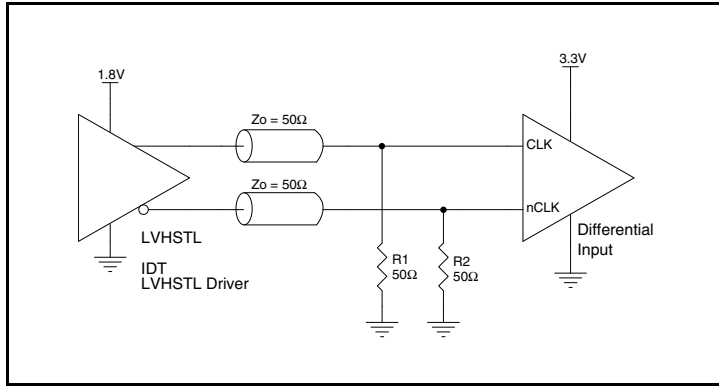 1.8V
3.3V
Zo = 50Ω
CLK
Zo = 50Ω
nCLK
LVHSTL
IDT
LVHSTL Driver
R1
50Ω
R2
50Ω
Differential
Input